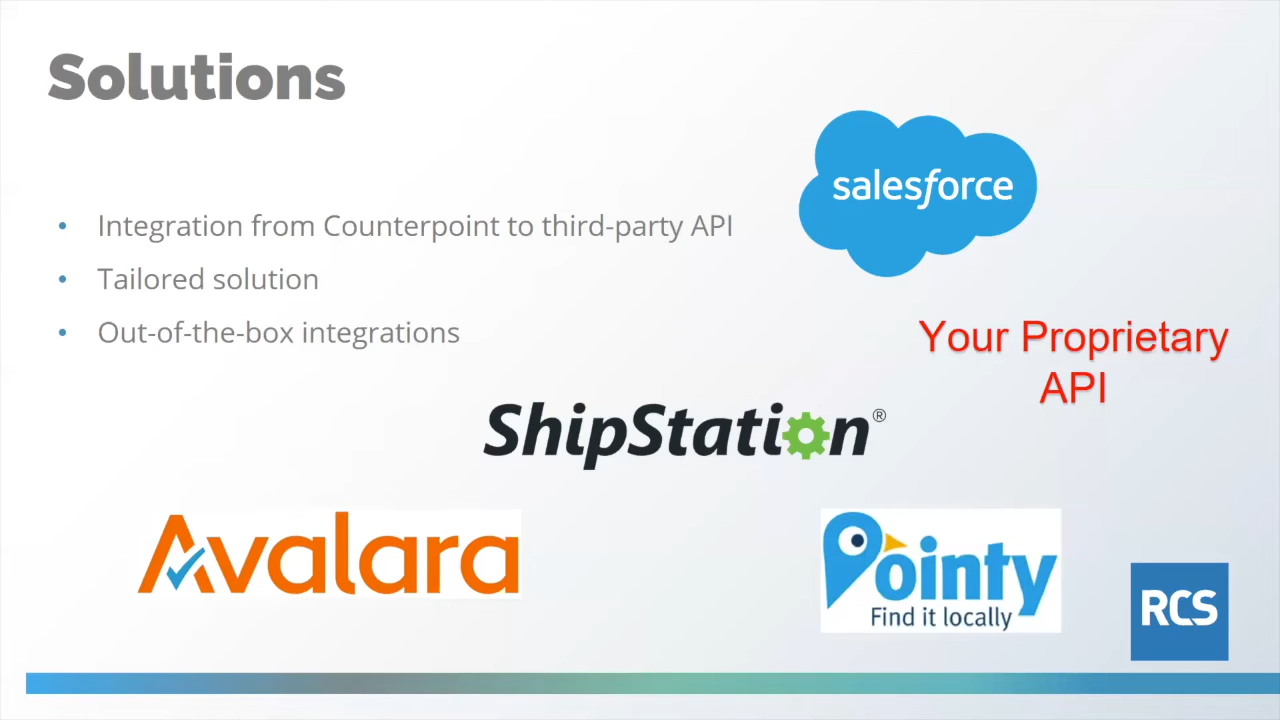 Solutions
• Integration from Counterpoint to third-party API
• Tailored solution
• Out-of-the-box integrations
salesforce
Your Proprietary
API
ShipStation®
Avalara
Pointy
Find it locally
RCS